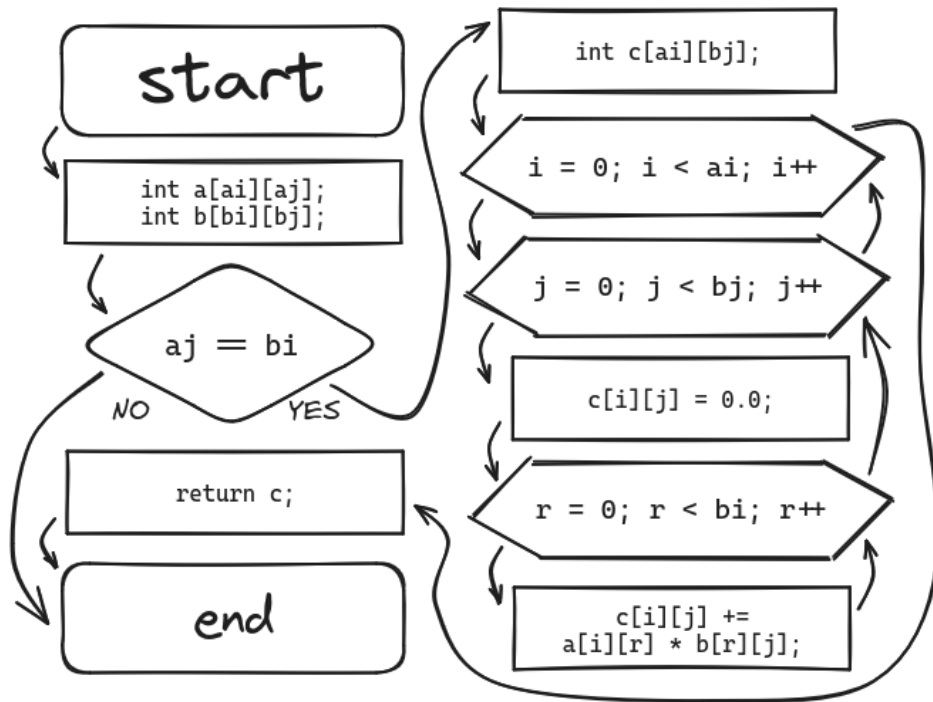 start
int a[ai][aj];
int b[bi][bj];
aj == bi
NO
YES
return c;
end
int c[ai][bj];
i = 0; i < ai; i++
j = 0; j < bj; j++
c[i][j] = 0.0;
r = 0; r < bi; r++
c[i][j] +=
a[i][r] * b[r][j];